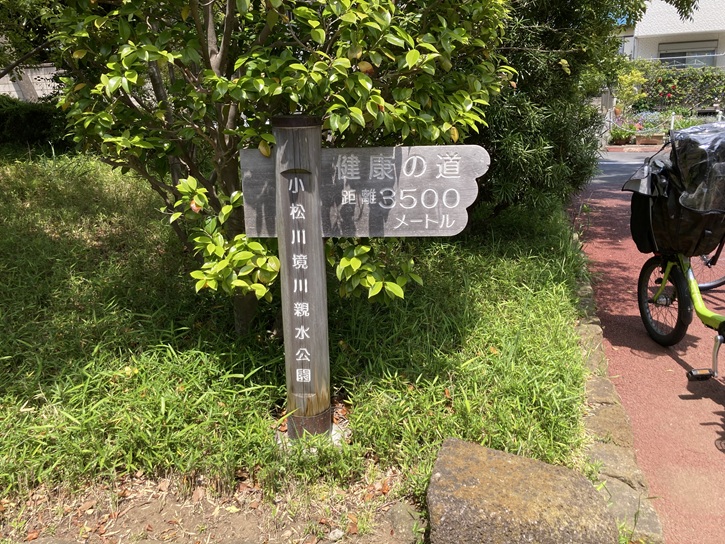 健康の道
距離3500
メートル
小松川境川親水公園